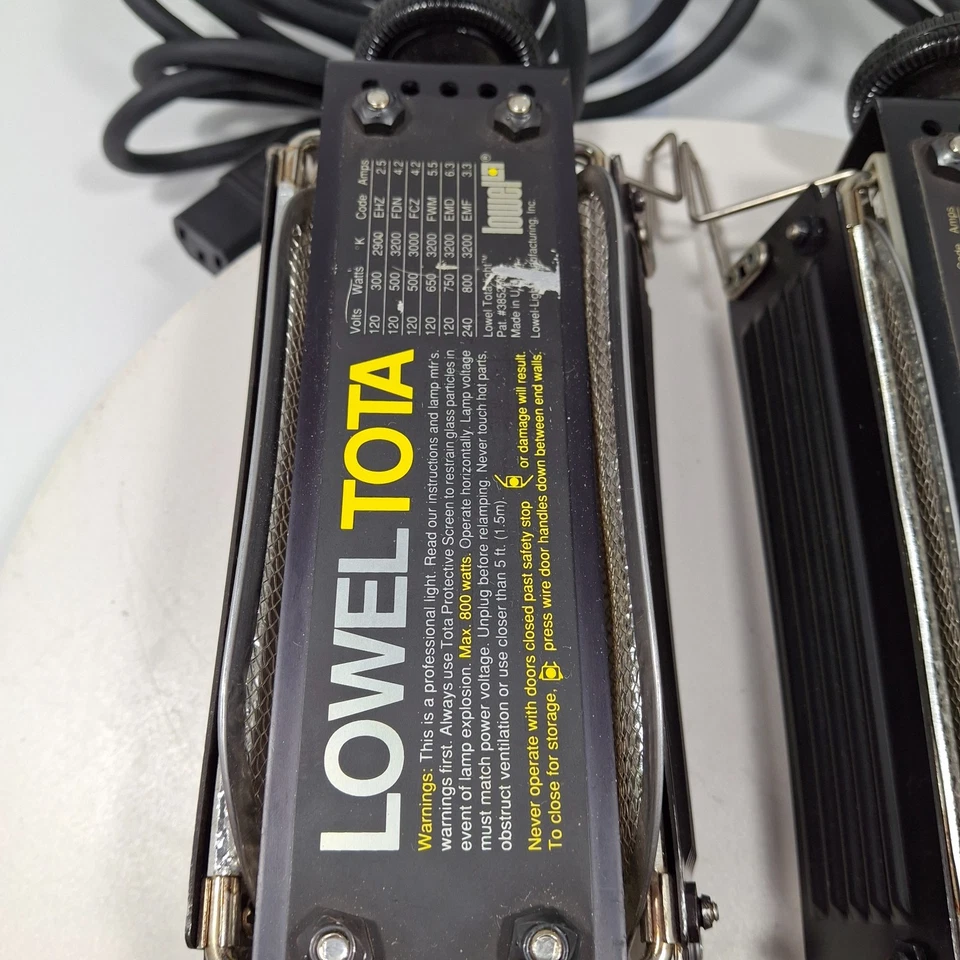 LOWEL TOTA
Warnings: This is a professional light. Read our instructions and lamp mfr's.
warnings first. Always use Tota Protective Screen to restrain glass particles in
event of lamp explosion. Max. 800 watts. Operate horizontally. Lamp voltage
must match power voltage. Unplug before relamping. Never touch hot parts.
obstruct ventilation or use closer than 5 ft. (1.5m).
Never operate with doors closed past safety stop or damage will result.
To close for storage, press wire door handles down between end walls.
Volts Watts °K Code Amps
120 300 2900 EHZ 2.5
120 500 3200 FDN 4.2
120 500 3000 FCZ 4.2
120 650 3200 FWM 5.5
120 750 3200 EMD 6.3
240 800 3200 EMF 3.3
Lowel Tota-light™
Pat. #385
Made in U.
Lowel-Light Manufacturing, Inc.
lowel®
Amps